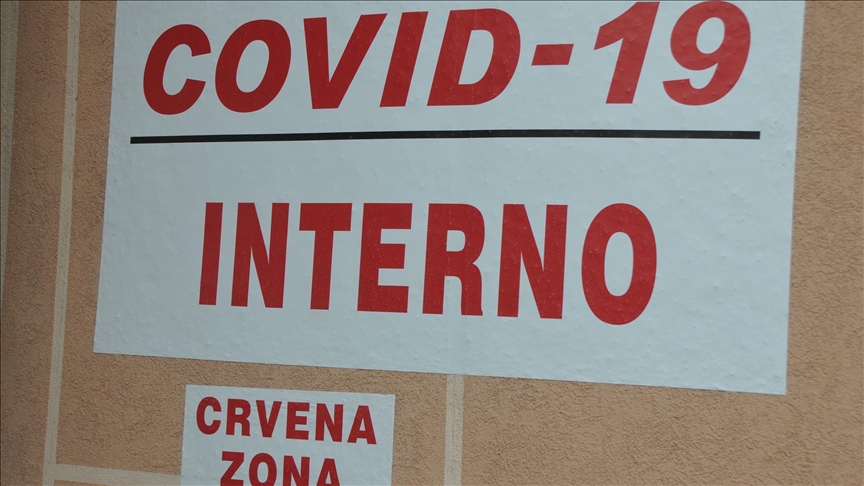 COVID-19
INTERNO
CRVENA
ZONA